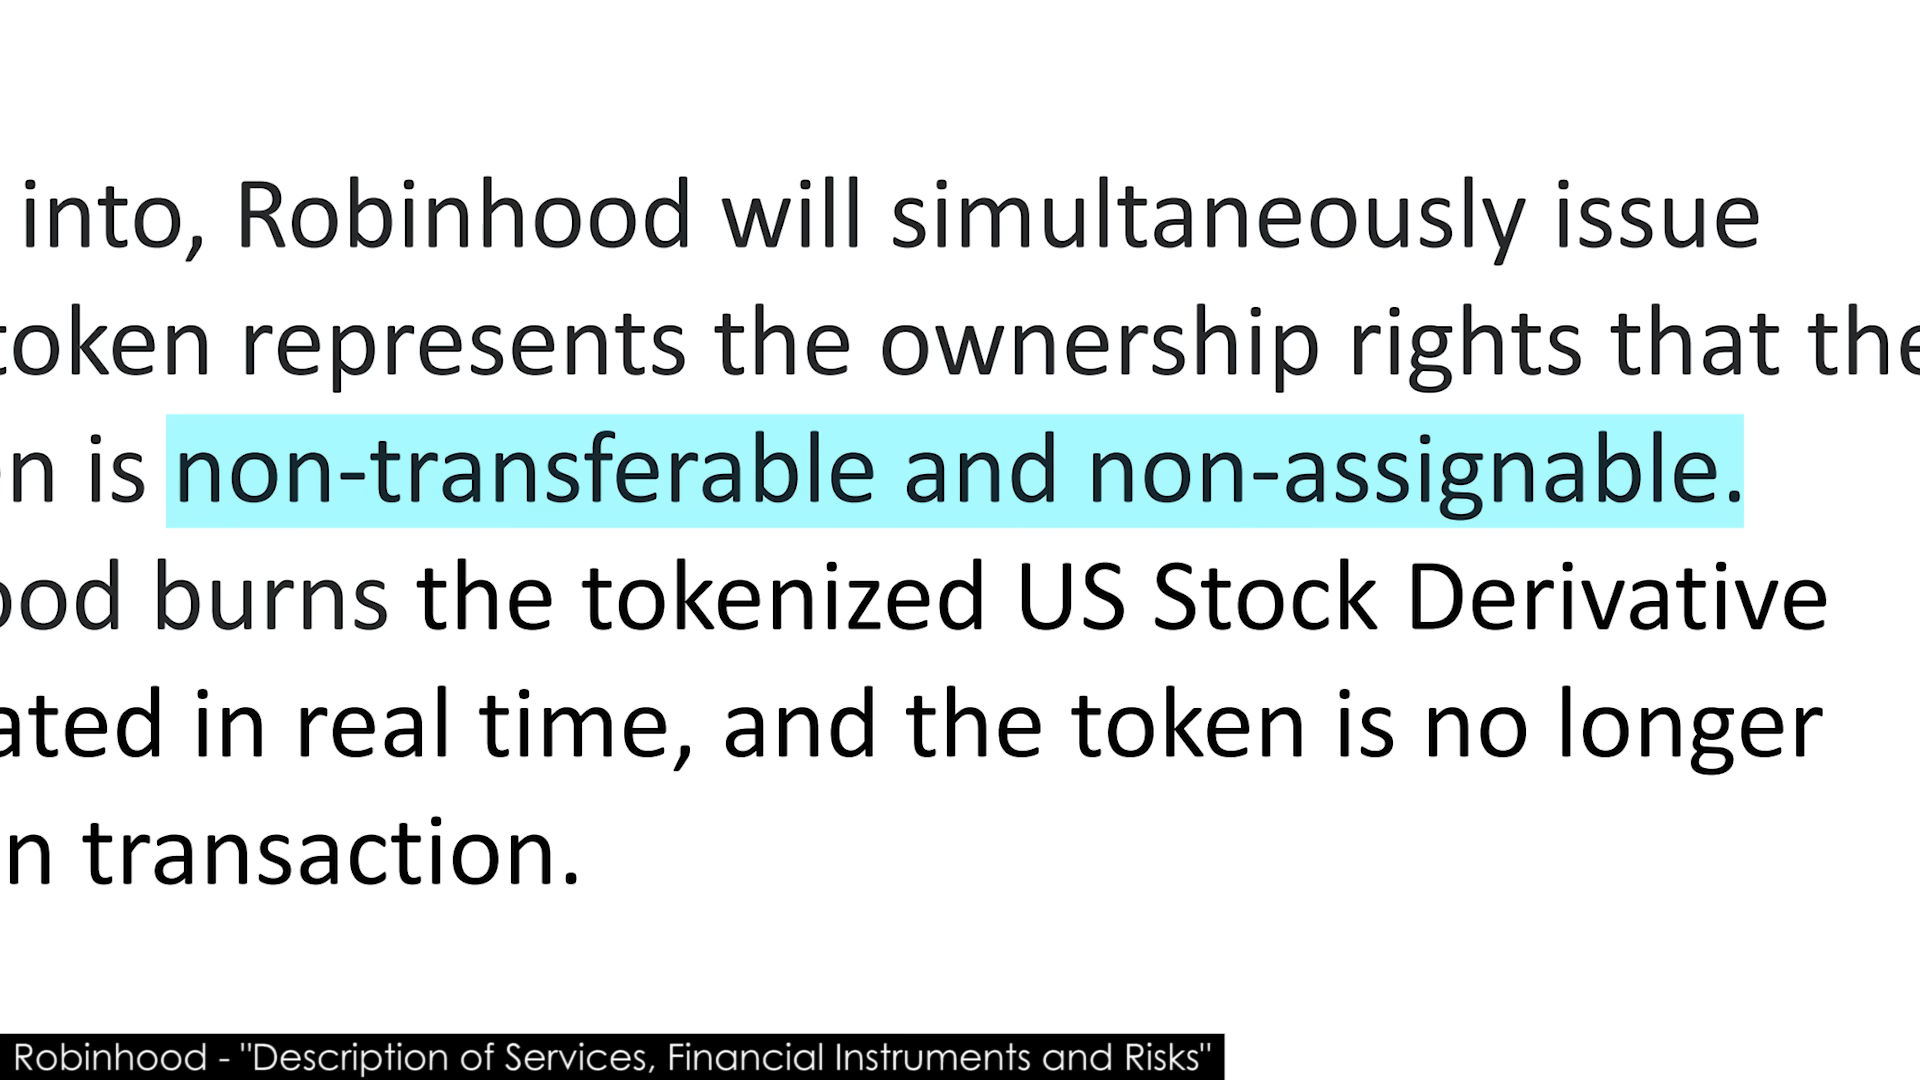 into, Robinhood will simultaneously issue
token represents the ownership rights that the
n is non-transferable and non-assignable.
ood burns the tokenized US Stock Derivative
ated in real time, and the token is no longer
n transaction.
Robinhood - "Description of Services, Financial Instruments and Risks"